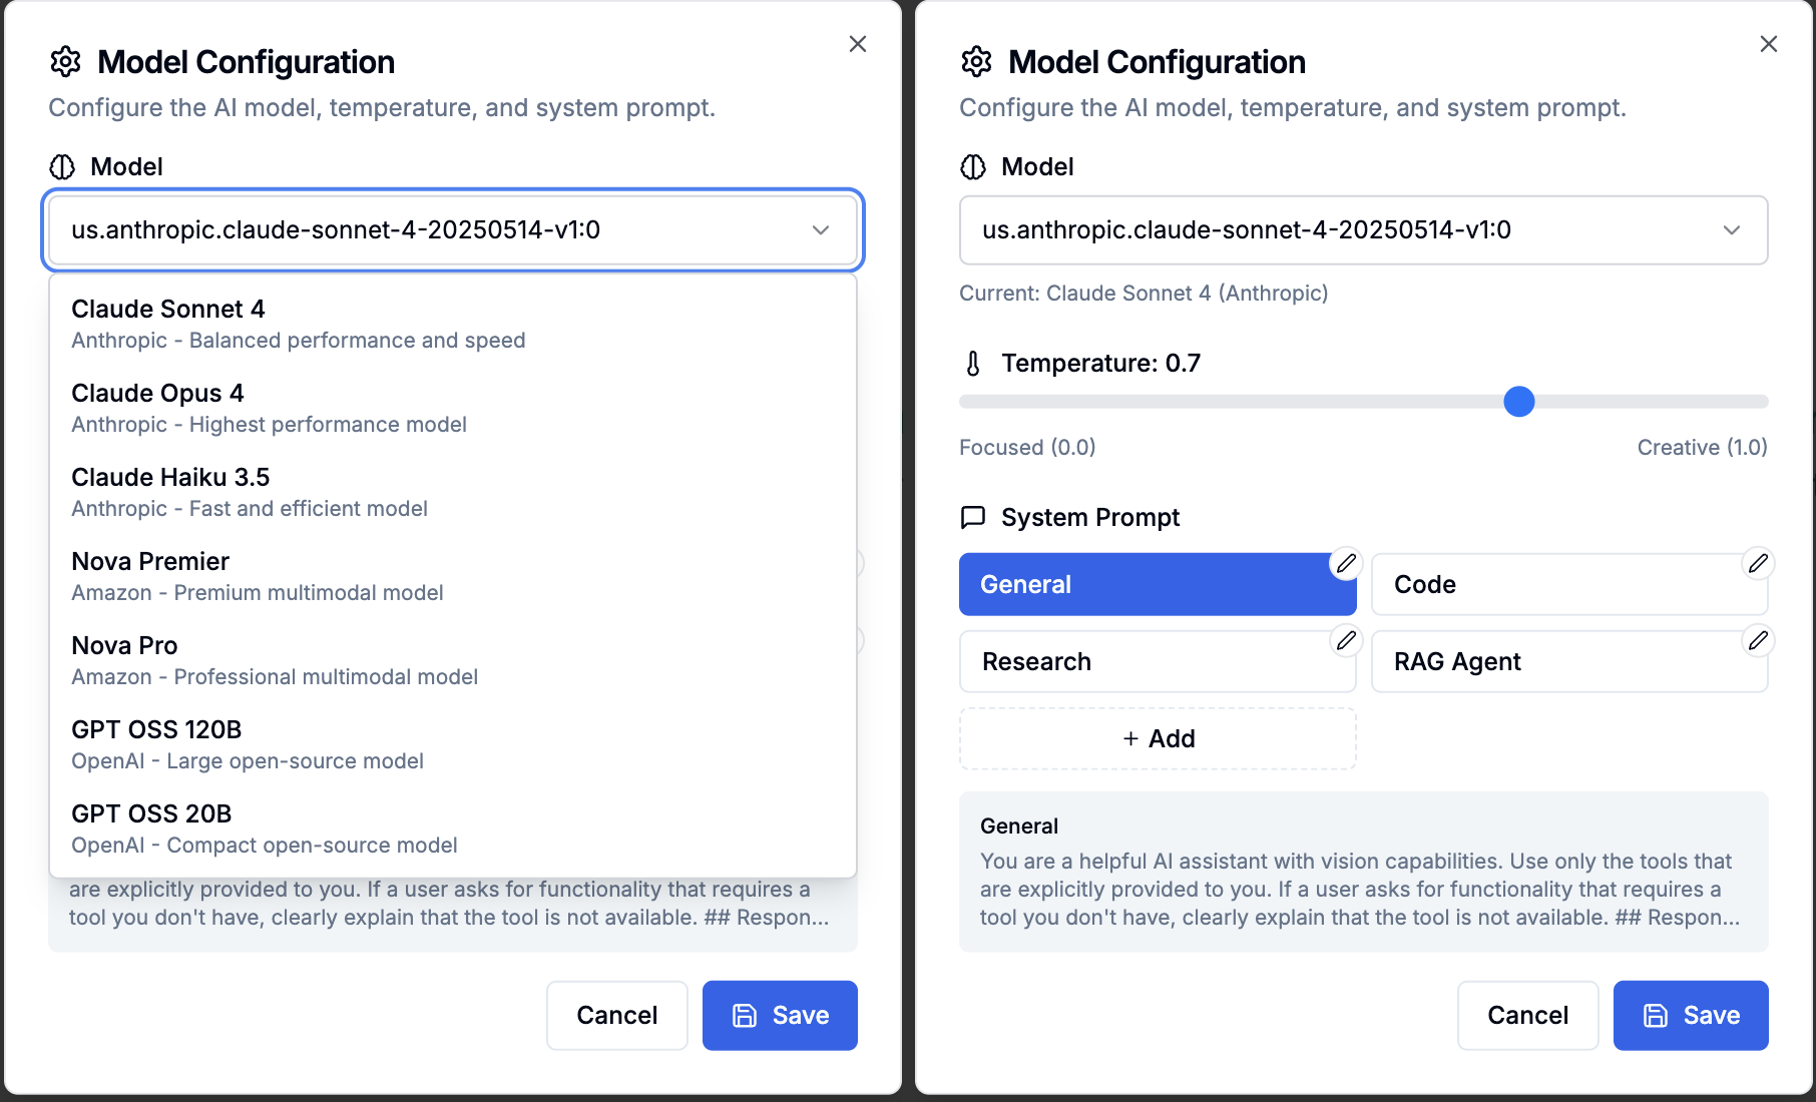 Model Configuration
Configure the AI model, temperature, and system prompt.
Model
us.anthropic.claude-sonnet-4-20250514-v1:0
Claude Sonnet 4
Anthropic - Balanced performance and speed
Claude Opus 4
Anthropic - Highest performance model
Claude Haiku 3.5
Anthropic - Fast and efficient model
Nova Premier
Amazon - Premium multimodal model
Nova Pro
Amazon - Professional multimodal model
GPT OSS 120B
OpenAI - Large open-source model
GPT OSS 20B
OpenAI - Compact open-source model
are explicitly provided to you. If a user asks for functionality that requires a
tool you don't have, clearly explain that the tool is not available. ## Respon...
Cancel
Save
Model Configuration
Configure the AI model, temperature, and system prompt.
Model
us.anthropic.claude-sonnet-4-20250514-v1:0
Current: Claude Sonnet 4 (Anthropic)
Temperature: 0.7
Focused (0.0)
Creative (1.0)
System Prompt
General
Code
Research
RAG Agent
+ Add
General
You are a helpful AI assistant with vision capabilities. Use only the tools that
are explicitly provided to you. If a user asks for functionality that requires a
tool you don't have, clearly explain that the tool is not available. ## Respon...
Cancel
Save